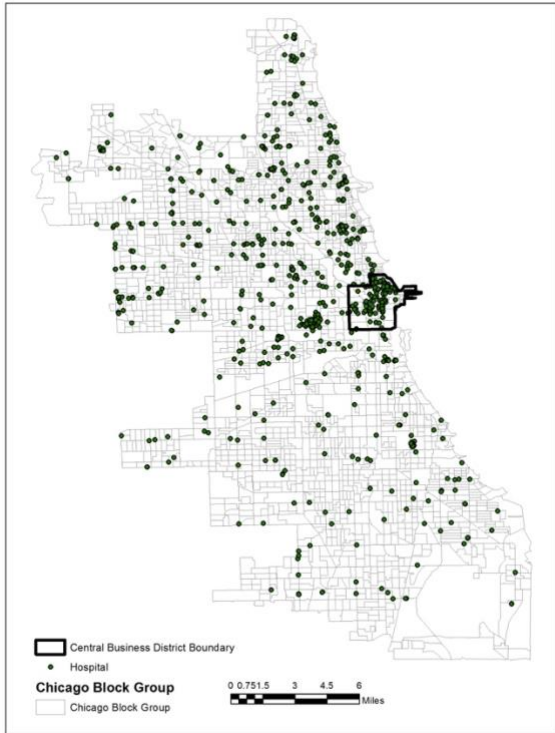 Central Business District Boundary
Hospital
Chicago Block Group
Chicago Block Group
0 0.751.5 3 4.5 6
Miles